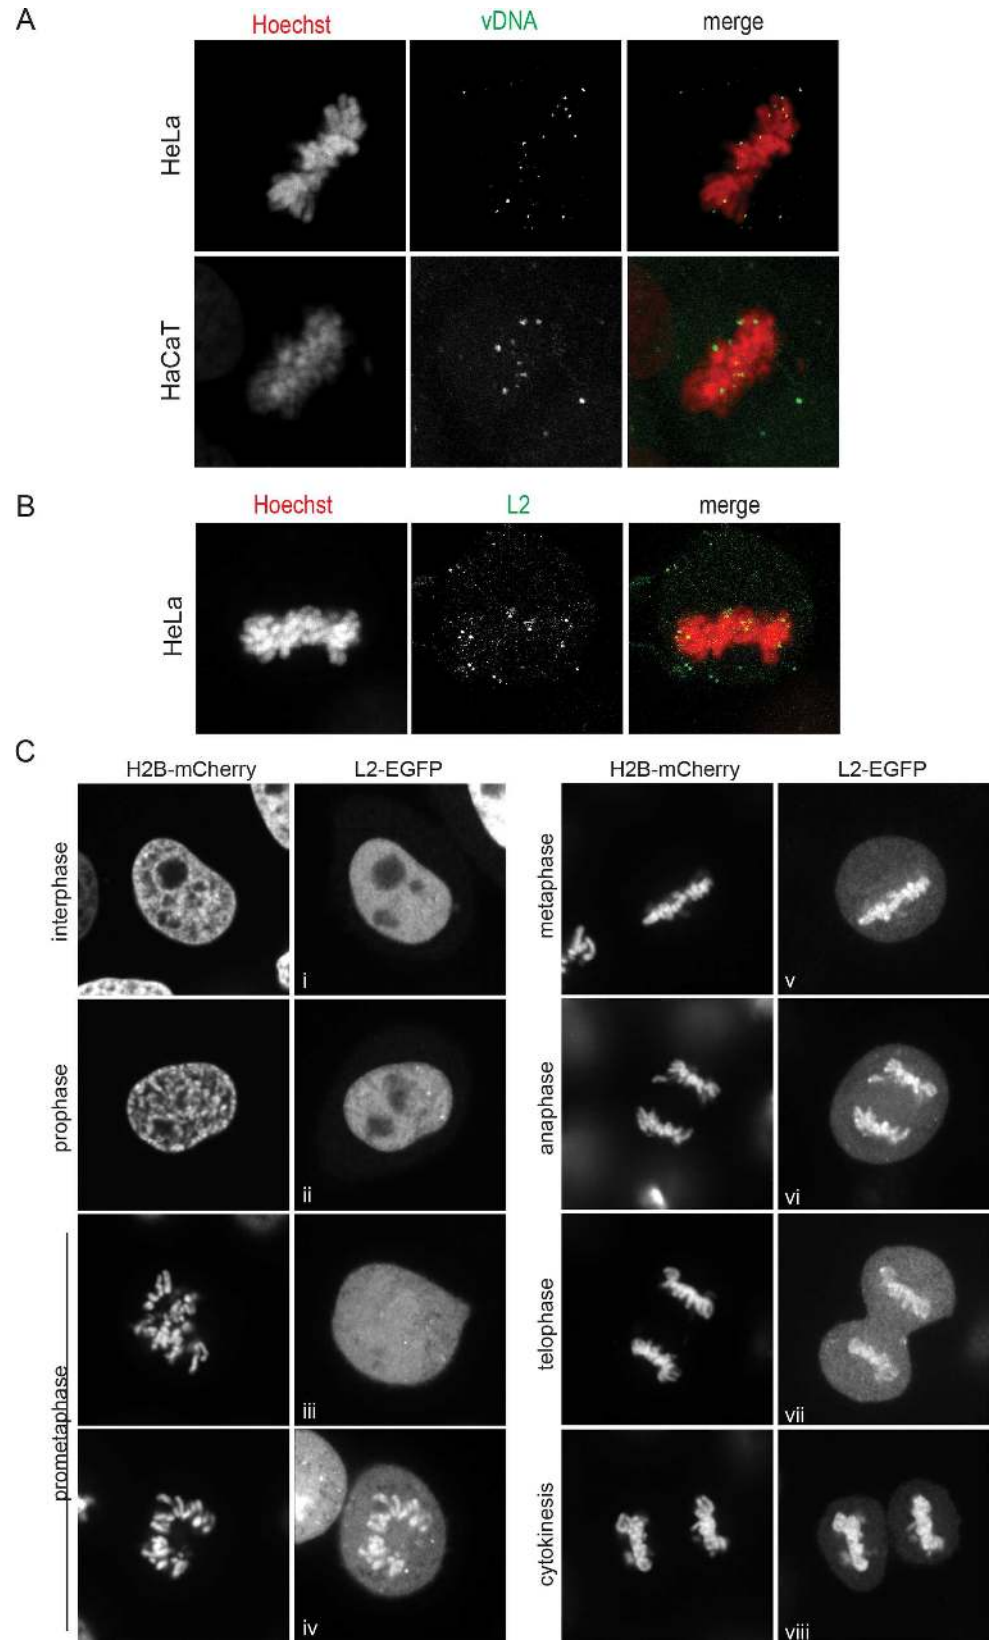 A
Hoechst vDNA merge
HeLa
HaCaT
B
Hoechst L2 merge
HeLa
C
H2B-mCherry L2-EGFP H2B-mCherry L2-EGFP
interphase
i
metaphase
v
prophase
ii
anaphase
vi
prometaphase
iii
telophase
vii
iv
cytokinesis
viii